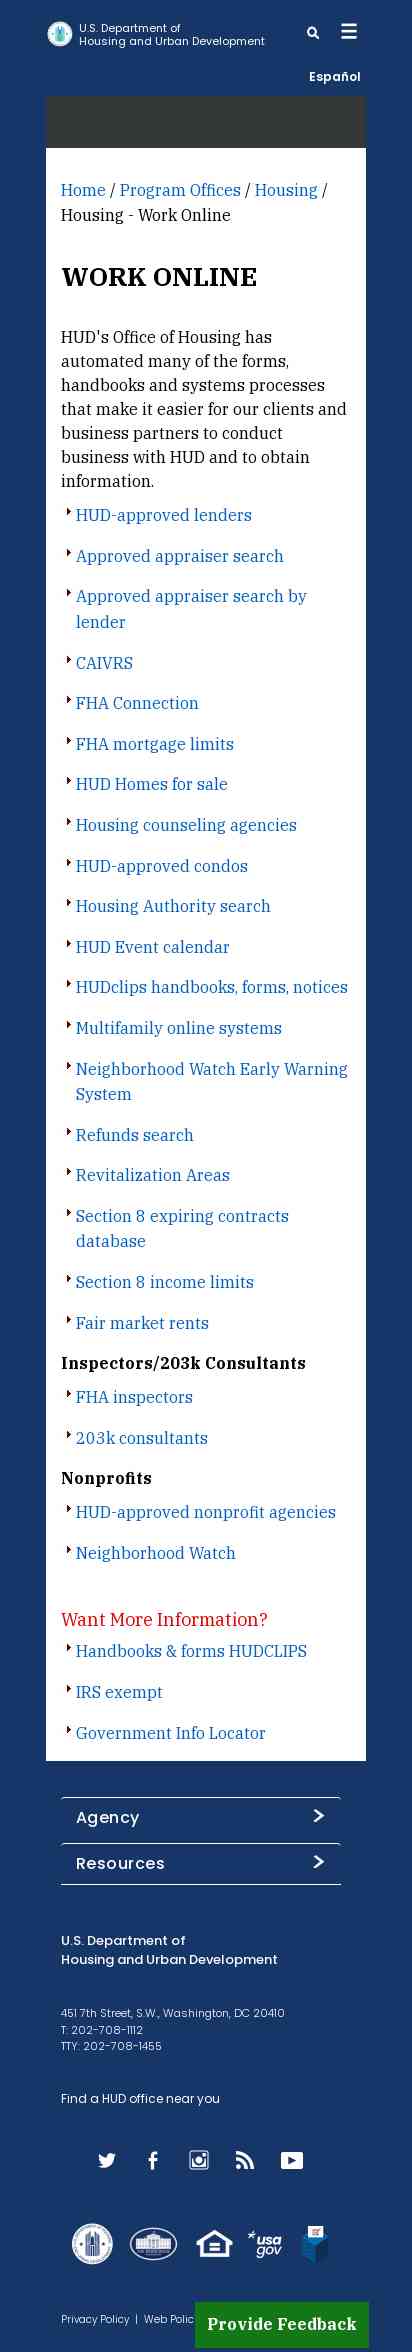 U.S. Department of
Housing and Urban Development
Español
Home / Program Offices / Housing /
Housing - Work Online
WORK ONLINE
HUD's Office of Housing has
automated many of the forms,
handbooks and systems processes
that make it easier for our clients and
business partners to conduct
business with HUD and to obtain
information.
HUD-approved lenders
Approved appraiser search
Approved appraiser search by
lender
CAIVRS
FHA Connection
FHA mortgage limits
HUD Homes for sale
Housing counseling agencies
HUD-approved condos
Housing Authority search
HUD Event calendar
HUDclips handbooks, forms, notices
Multifamily online systems
Neighborhood Watch Early Warning
System
Refunds search
Revitalization Areas
Section 8 expiring contracts
database
Section 8 income limits
Fair market rents
Inspectors/203k Consultants
FHA inspectors
203k consultants
Nonprofits
HUD-approved nonprofit agencies
Neighborhood Watch
Want More Information?
Handbooks & forms HUDCLIPS
IRS exempt
Government Info Locator
Agency
Resources
U.S. Department of
Housing and Urban Development
451 7th Street, S.W., Washington, DC 20410
T: 202-708-1112
TTY: 202-708-1455
Find a HUD office near you
usa
gov
Privacy Policy | Web Polic
Provide Feedback